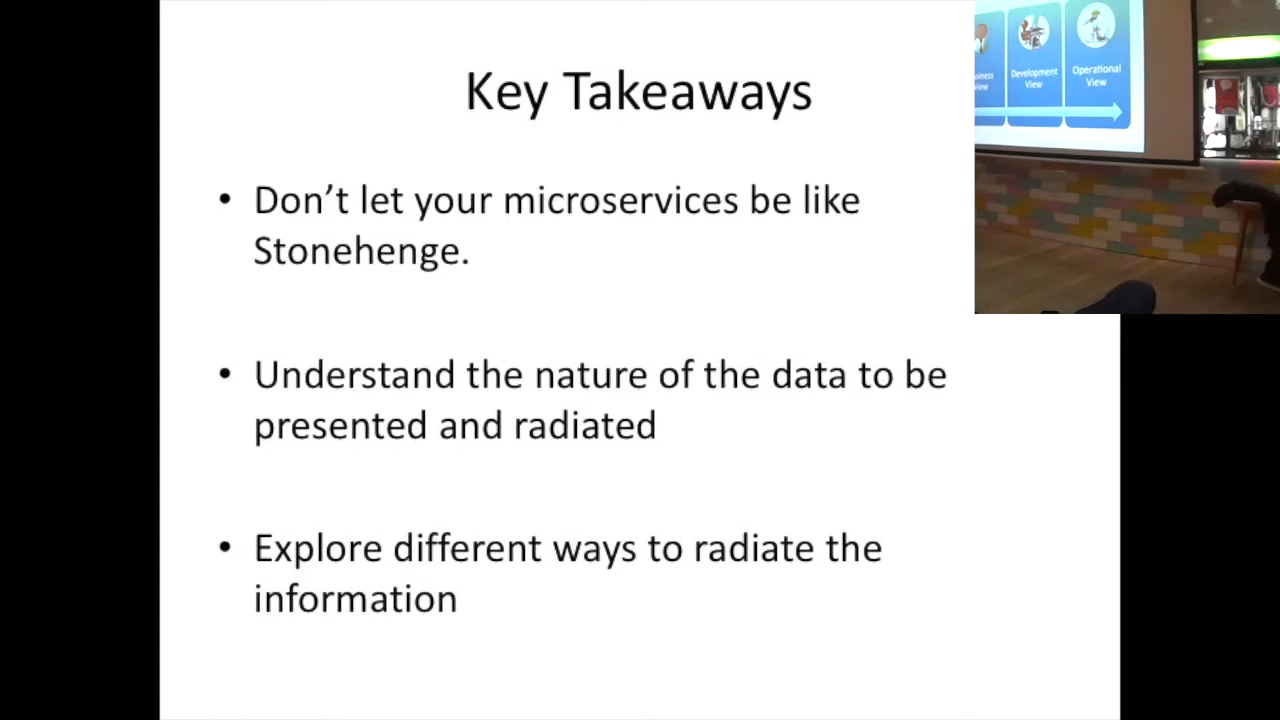 Key Takeaways
• Don’t let your microservices be like
Stonehenge.
• Understand the nature of the data to be
presented and radiated
• Explore different ways to radiate the
information
Development
View
Operational
View